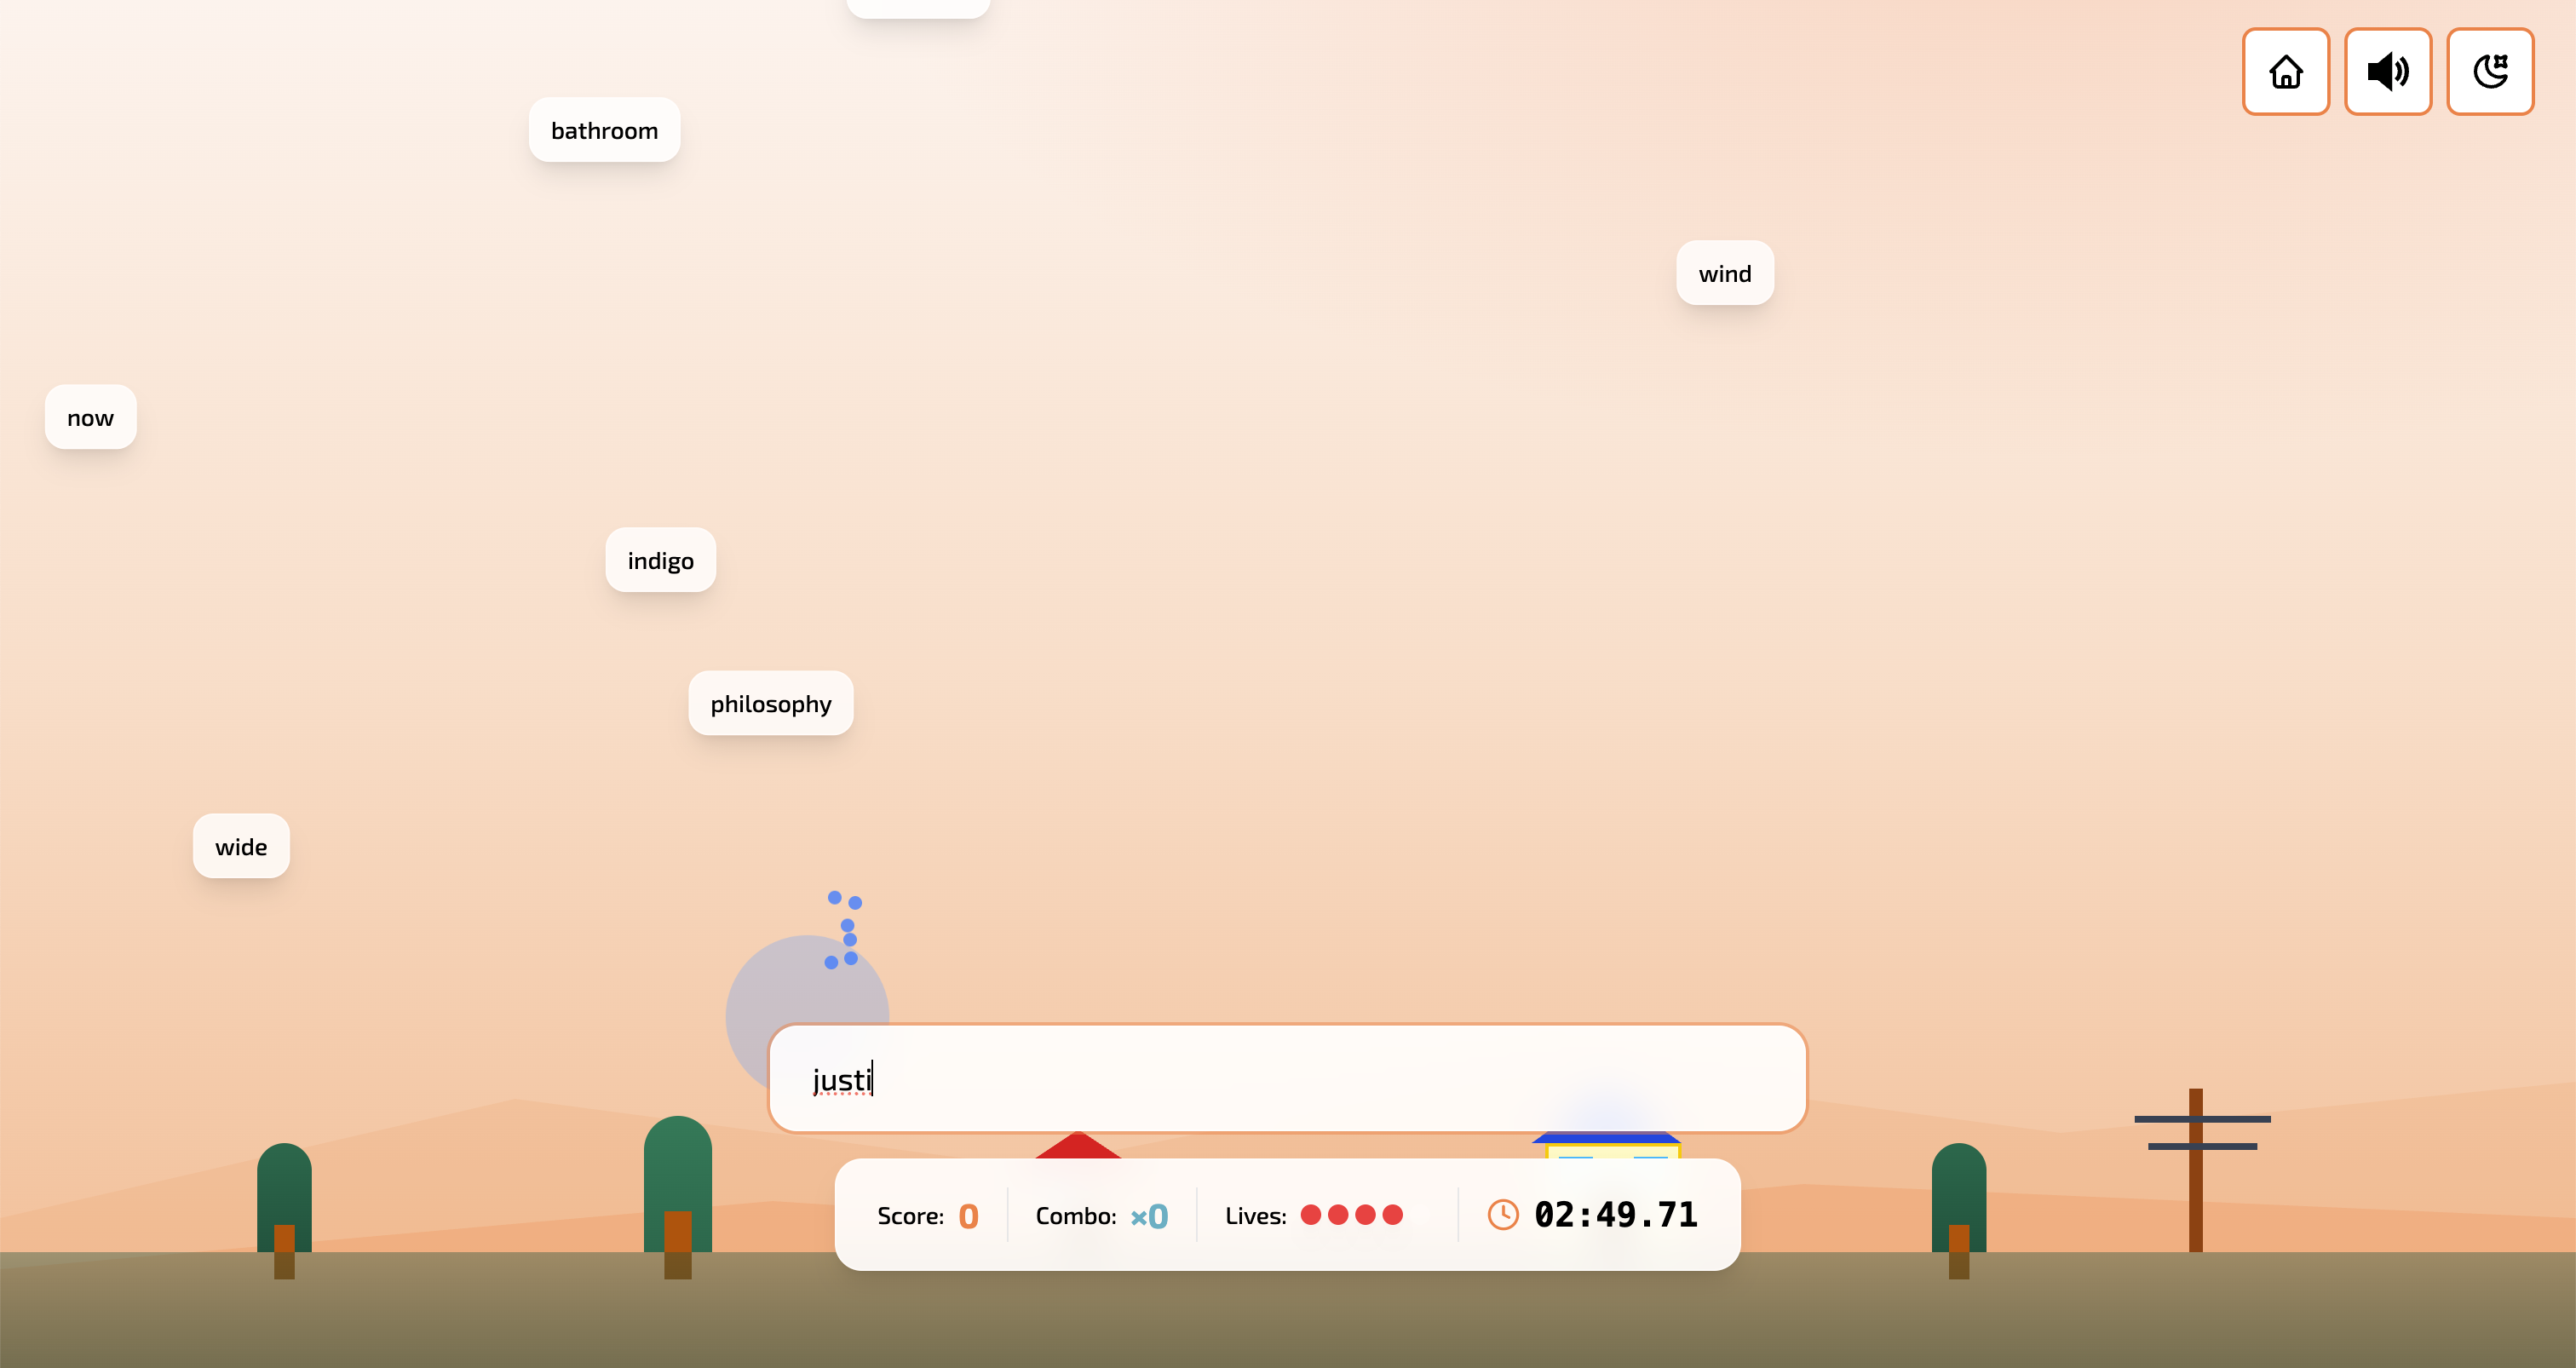 bathroom
wind
now
indigo
philosophy
wide
justi
Score: 0 Combo: ×0 Lives: 02:49.71